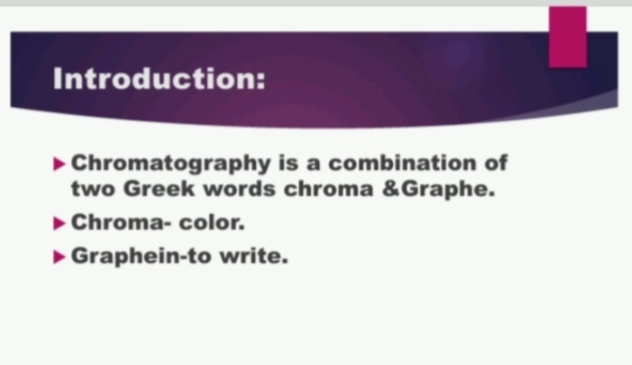 Introduction:
Chromatography is a combination of
two Greek words chroma &Graphe.
Chroma- color.
Graphein-to write.